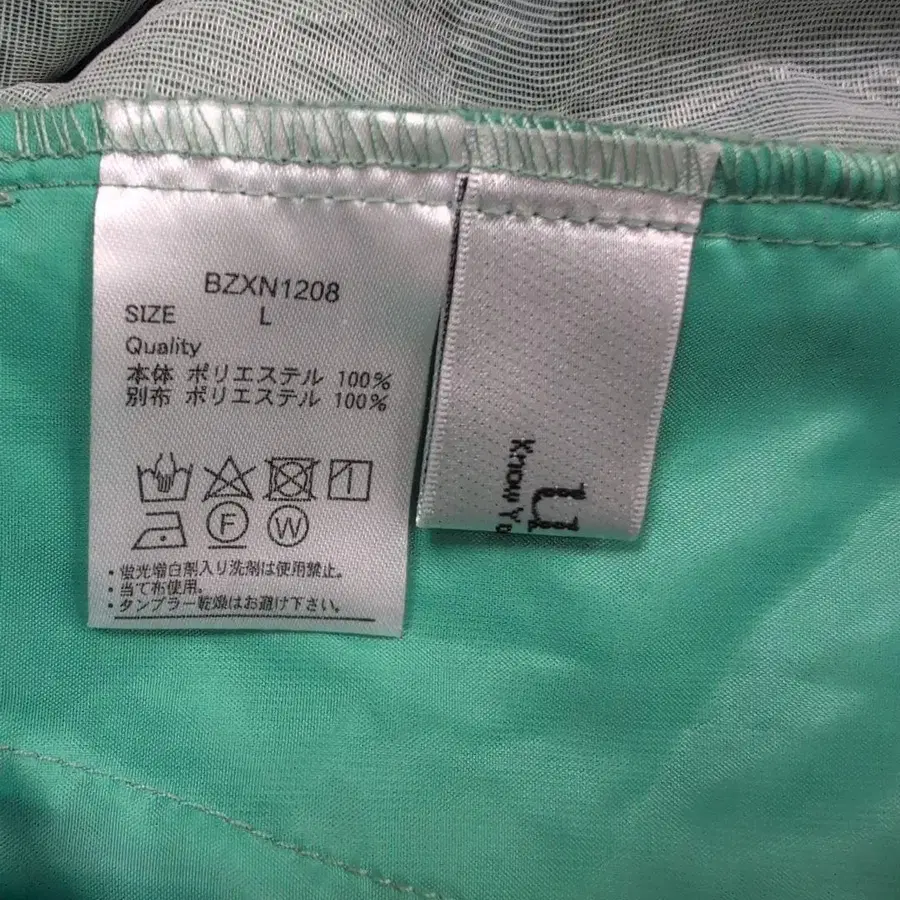 BZXN1208
SIZE L
Quality
本体 ポリエステル 100%
別布 ポリエステル 100%
F W
・蛍光増白剤入り洗剤は使用禁止。
・当て布使用。
・タンブラー乾燥はお避け下さい。
U
Know Y